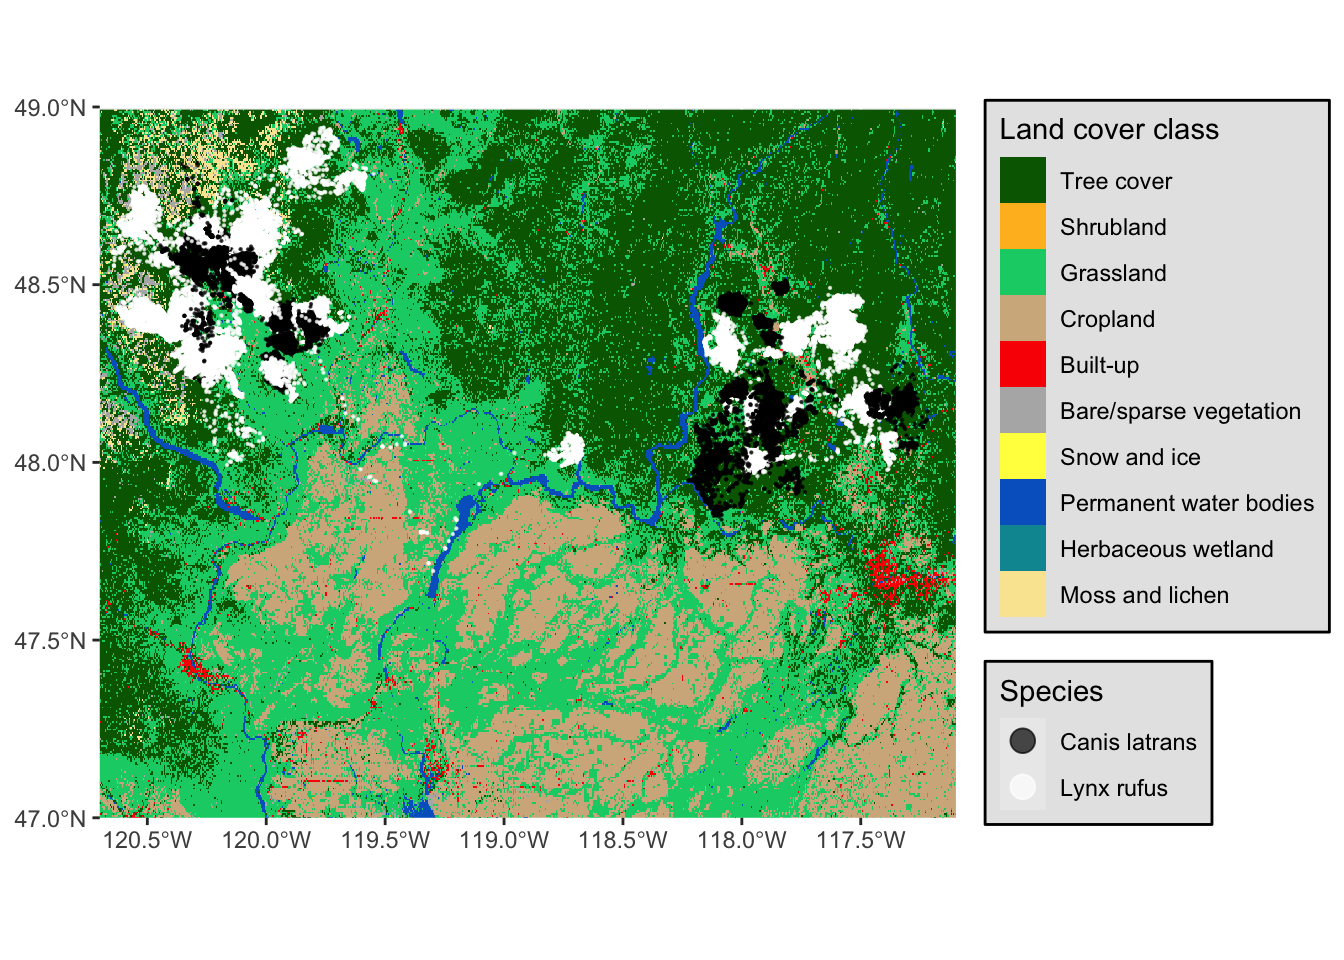 49.0°N
48.5°N
48.0°N
47.5°N
47.0°N
120.5°W 120.0°W 119.5°W 119.0°W 118.5°W 118.0°W 117.5°W
Land cover class
Tree cover
Shrubland
Grassland
Cropland
Built-up
Bare/sparse vegetation
Snow and ice
Permanent water bodies
Herbaceous wetland
Moss and lichen
Species
Canis latrans
Lynx rufus